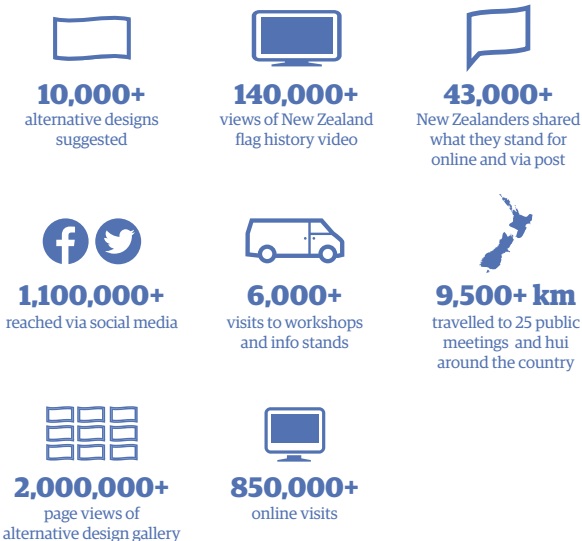 10,000+
alternative designs
suggested
140,000+
views of New Zealand
flag history video
43,000+
New Zealanders shared
what they stand for
online and via post
1,100,000+
reached via social media
6,000+
visits to workshops
and info stands
9,500+ km
travelled to 25 public
meetings and hui
around the country
2,000,000+
page views of
alternative design gallery
850,000+
online visits